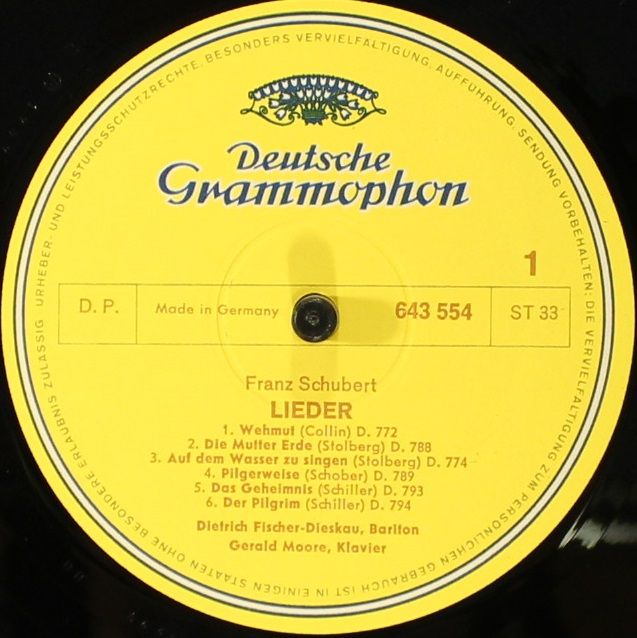 URHEBER- UND LEISTUNGSSCHUTZRECHTE, BESONDERS VERVIELFÄLTIGUNG, AUFFÜHRUNG, SENDUNG VORBEHALTEN; DIE VERVIELFÄLTIGUNG ZUM PERSÖNLICHEN GEBRAUCH IST IN EINIGEN STAATEN OHNE BESONDERE ERLAUBNIS ZULÄSSIG
Deutsche
Grammophon
1
D. P. Made in Germany 643 554 ST 33
Franz Schubert
LIEDER
1. Wehmut (Collin) D. 772
2. Die Mutter Erde (Stolberg) D. 788
3. Auf dem Wasser zu singen (Stolberg) D. 774
4. Pilgerweise (Schober) D. 789
5. Das Geheimnis (Schiller) D. 793
6. Der Pilgrim (Schiller) D. 794
Dietrich Fischer-Dieskau, Bariton
Gerald Moore, Klavier